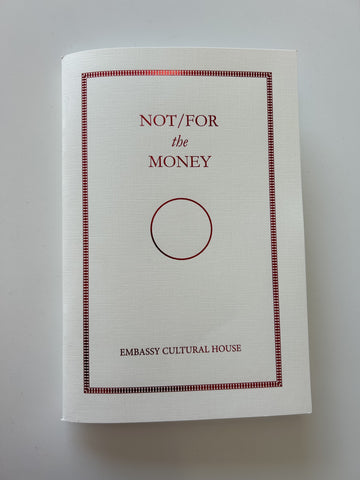 NOT/FOR
the
MONEY
EMBASSY CULTURAL HOUSE